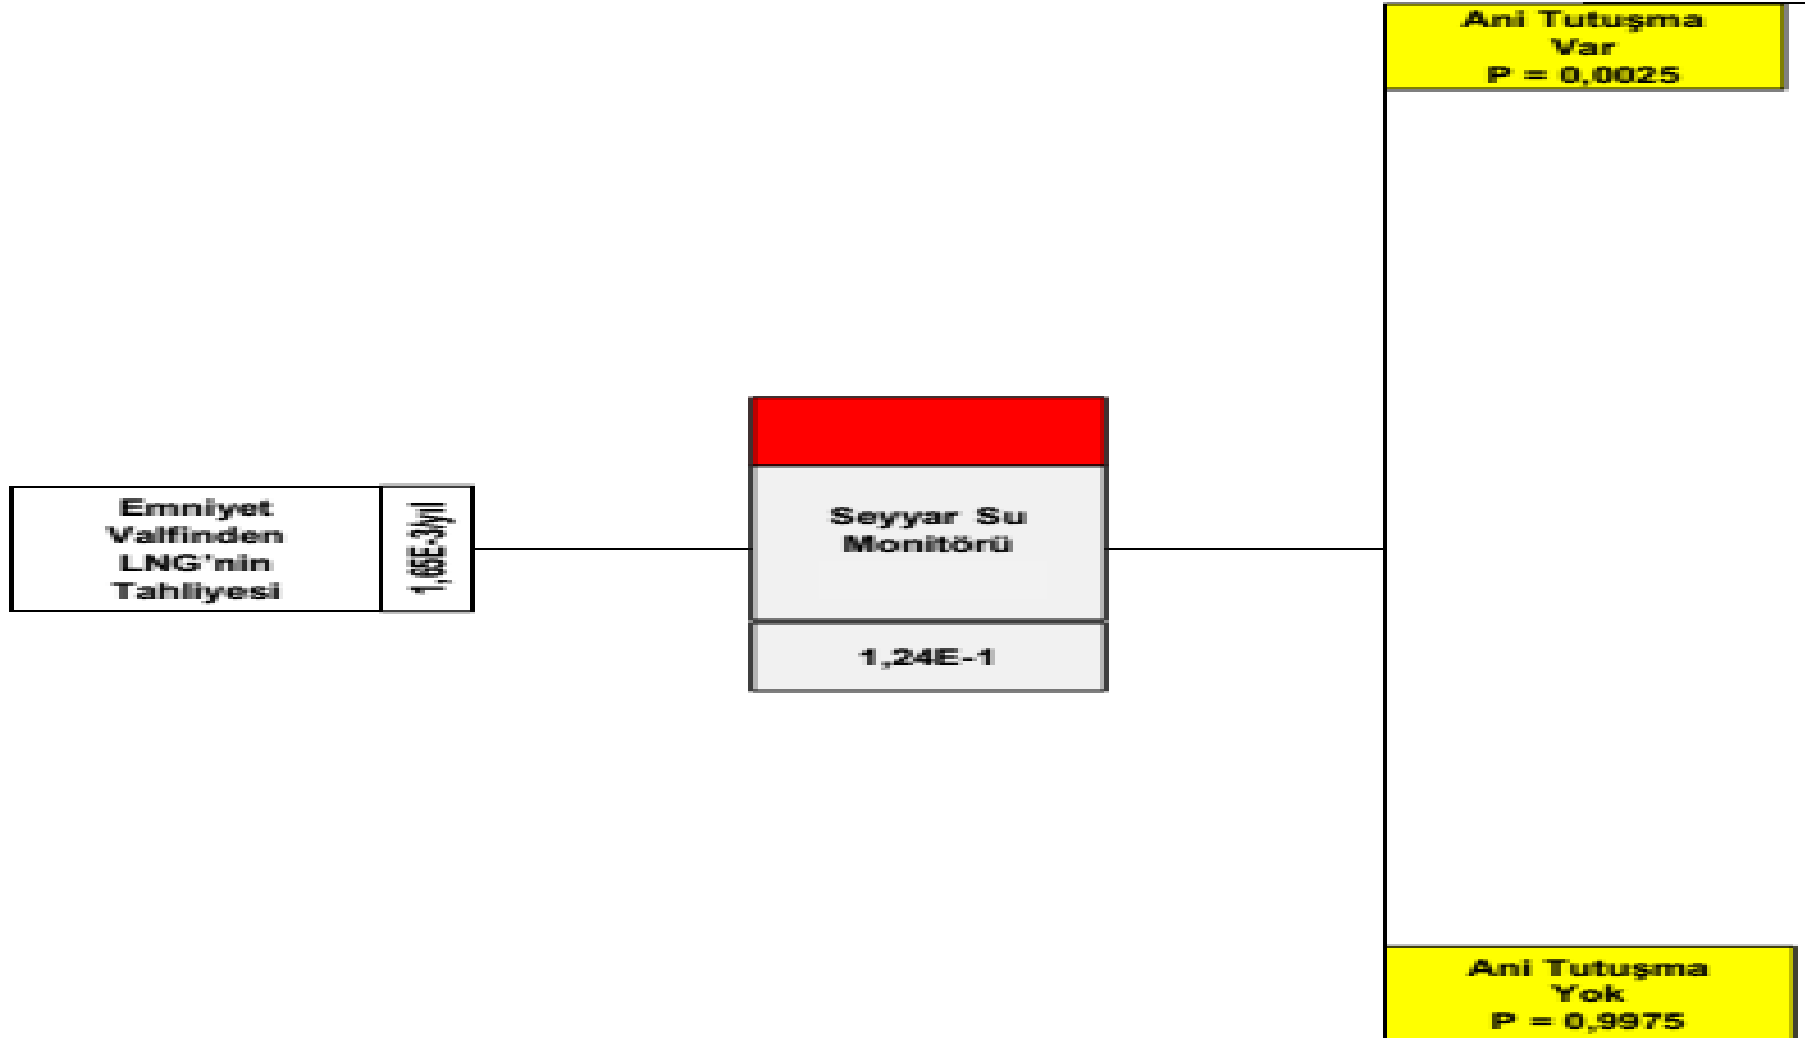 Ani Tutuşma
Var
P = 0,0025
Emniyet
Valfinden
LNG'nin
Tahliyesi
1,65E-3/yıl
Seyyar Su
Monitörü
1,24E-1
Ani Tutuşma
Yok
P = 0,9975